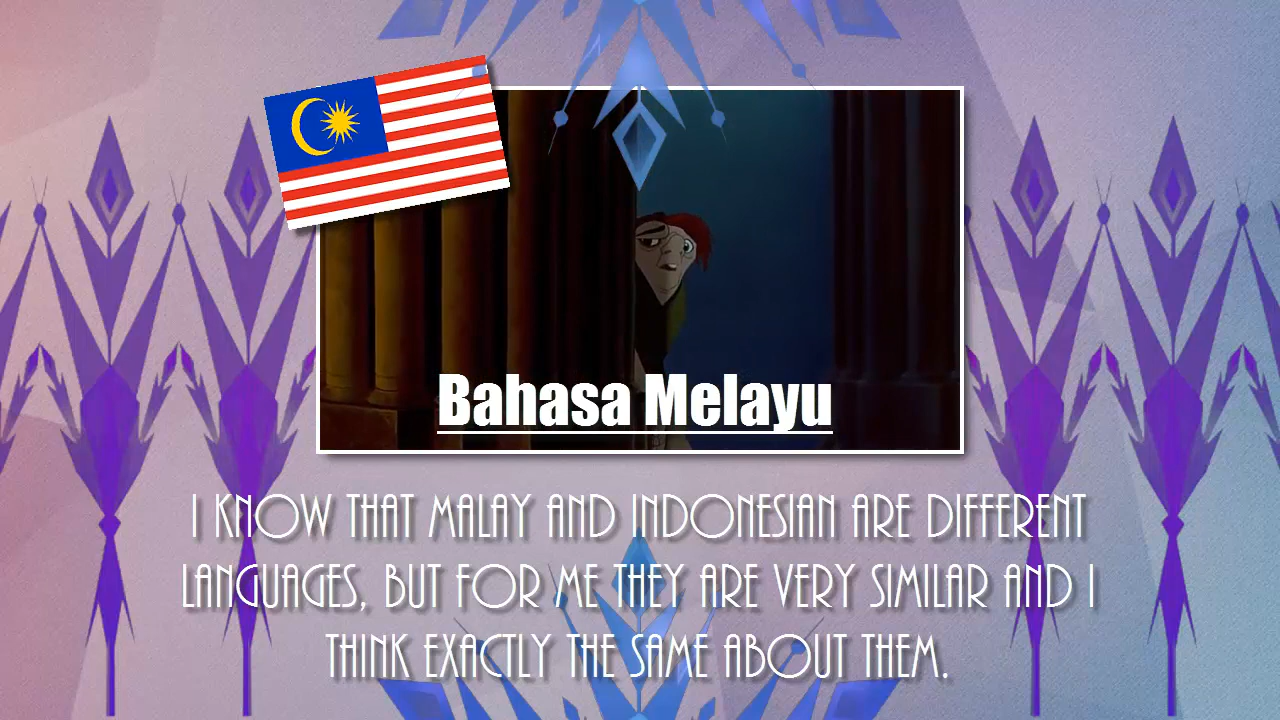 Bahasa Melayu
I KNOW THAT MALAY AND INDONESIAN ARE DIFFERENT
LANGUAGES, BUT FOR ME THEY ARE VERY SIMILAR AND I
THINK EXACTLY THE SAME ABOUT THEM.